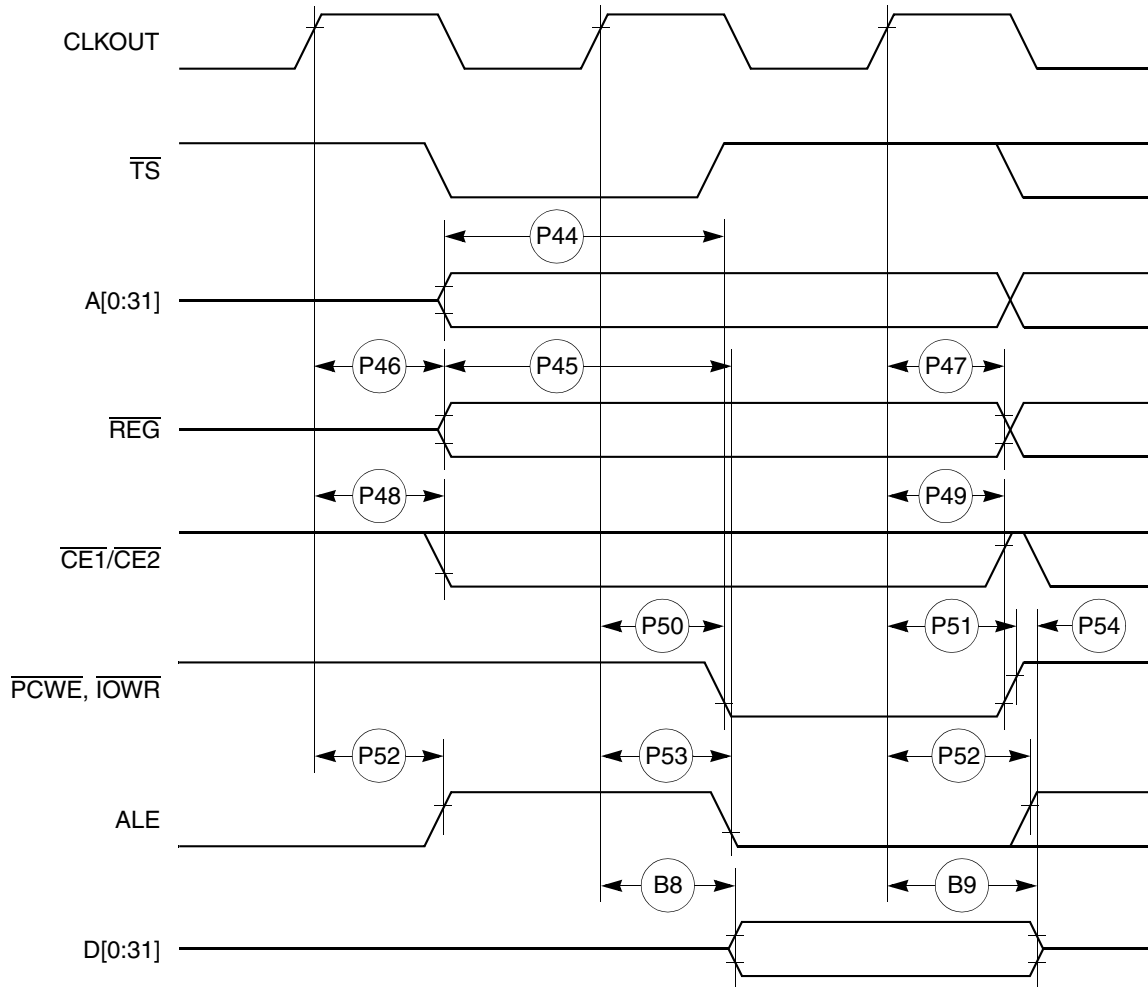 CLKOUT
TS
P44
A[0:31]
P46 P45 P47
REG
P48 P49
CE1/CE2
P50 P51 P54
PCWE, IOWR
P52 P53 P52
ALE
B8 B9
D[0:31]